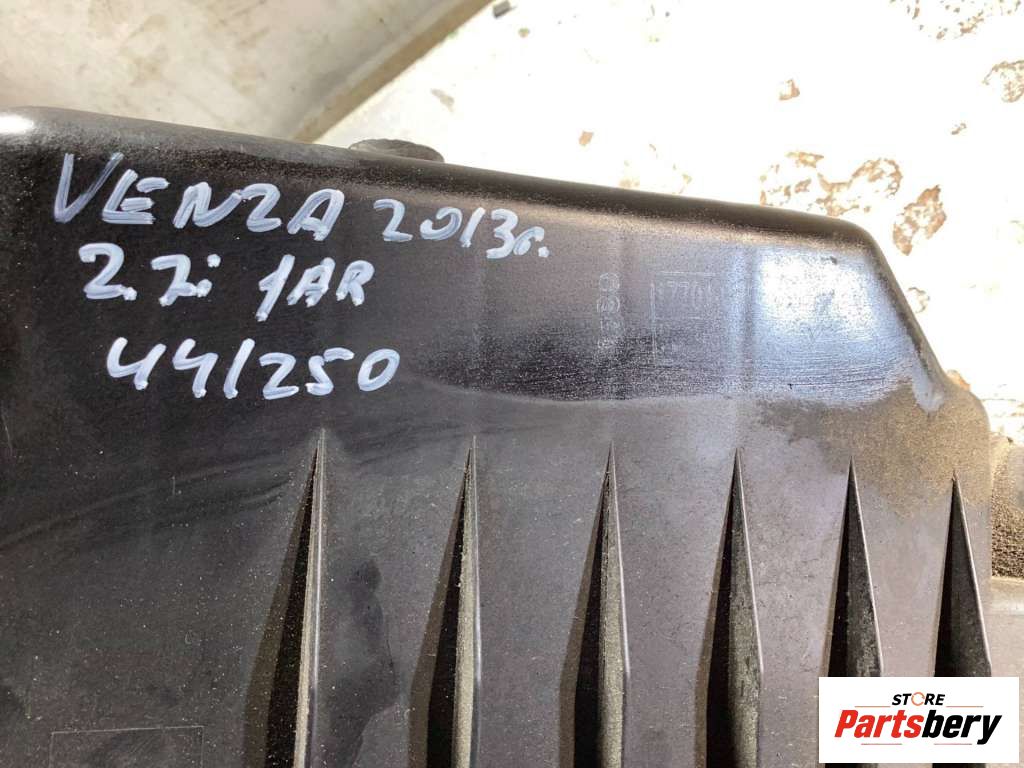 VENZA 2013г.
2.7i 1AR
44/250
STORE
Partsbery